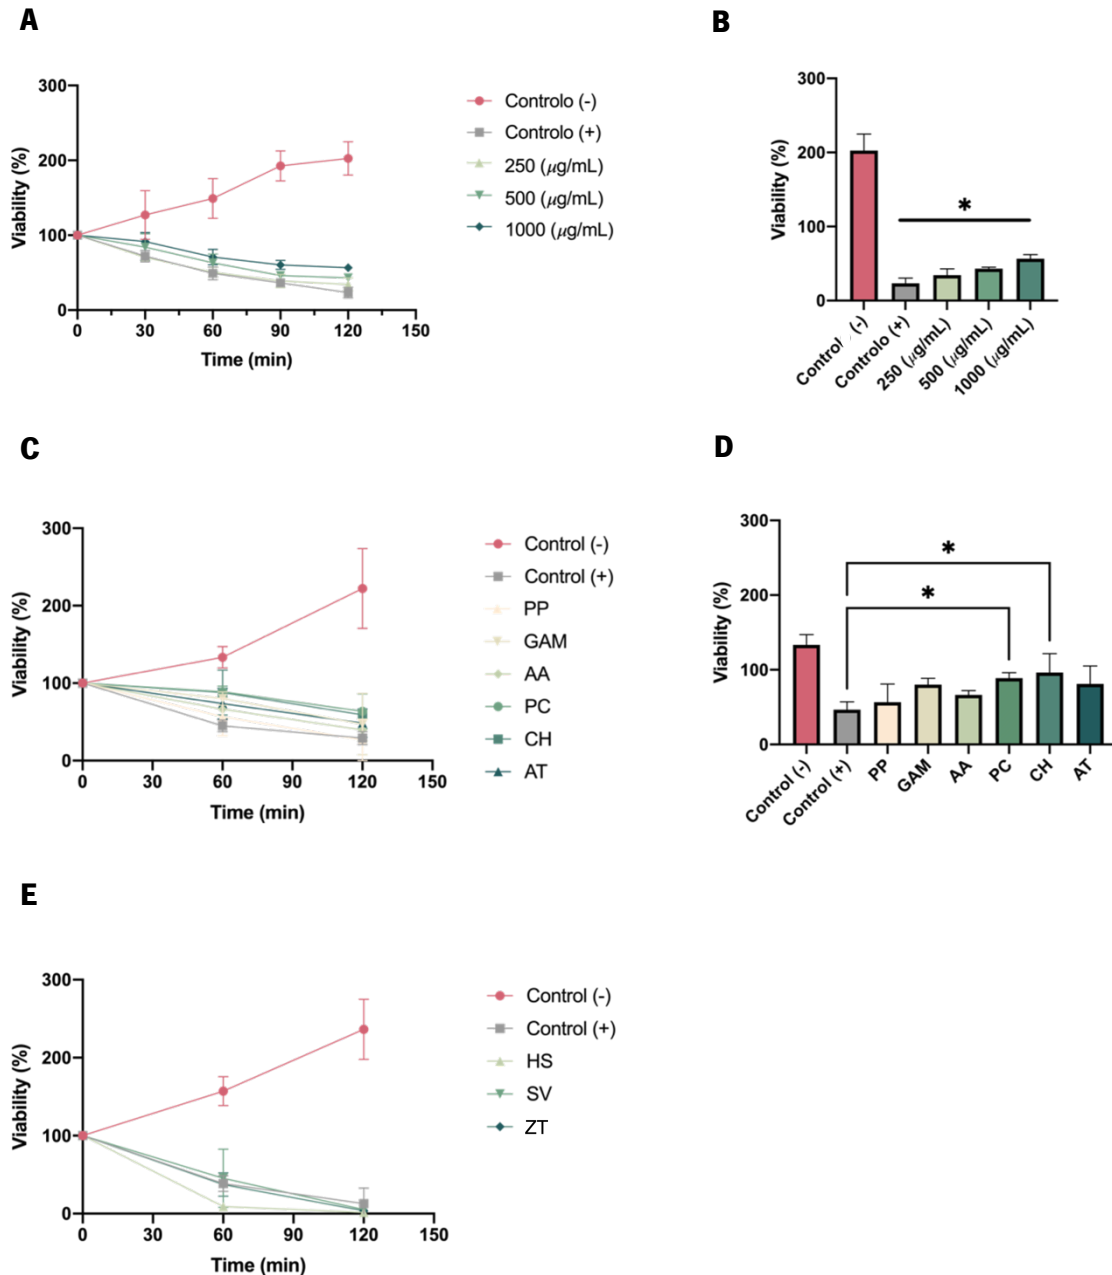 A
300
200
100
0
Viability (%)
0
30
60
90
120
150
Time (min)
Controlo (-)
Controlo (+)
250 (μg/mL)
500 (μg/mL)
1000 (μg/mL)
B
300
200
100
0
Viability (%)
*
Control (-)
Controlo (+)
250 (μg/mL)
500 (μg/mL)
1000 (μg/mL)
C
300
200
100
0
Viability (%)
0
30
60
90
120
150
Time (min)
Control (-)
Control (+)
PP
GAM
AA
PC
CH
AT
D
300
200
100
0
Viability (%)
*
*
Control (-)
Control (+)
PP
GAM
AA
PC
CH
AT
E
300
200
100
0
Viability (%)
0
30
60
90
120
150
Time (min)
Control (-)
Control (+)
HS
SV
ZT